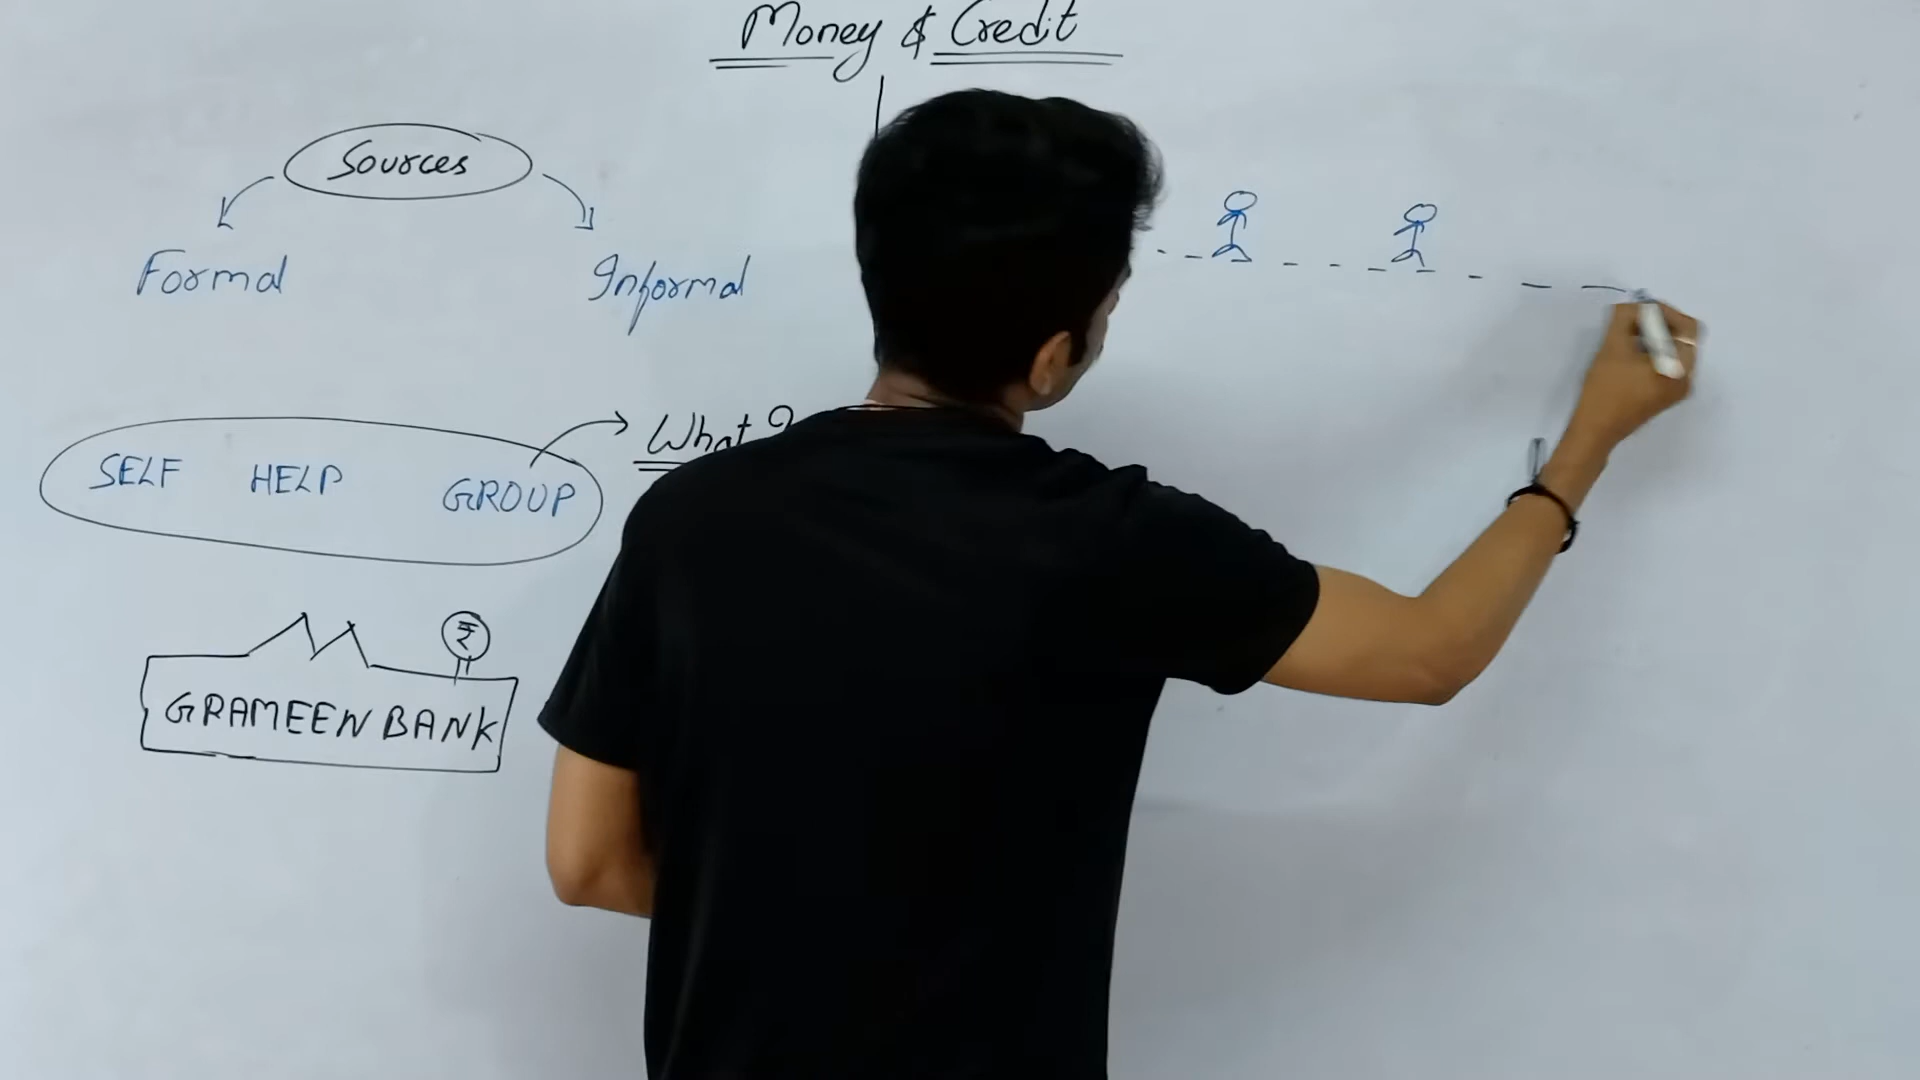 Money & Credit
Sources
Formal Informal
What ?
SELF HELP GROUP
₹
GRAMEEN BANK